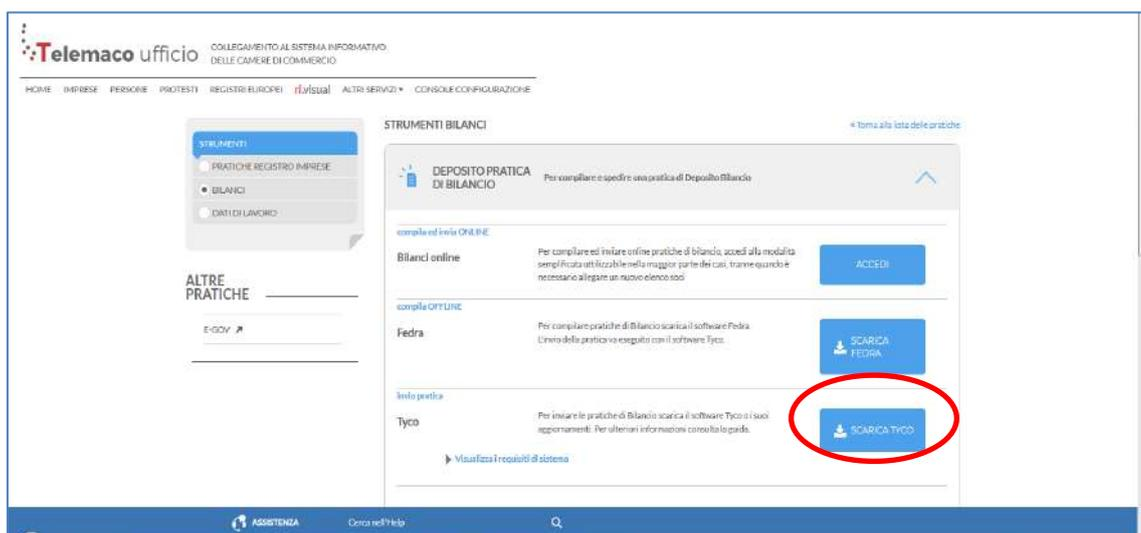 Telemaco ufficio
COLLEGAMENTO AL SISTEMA INFORMATIVO
DELLE CAMERE DI COMMERCIO
HOME IMPRESE PERSONE PROTESTI REGISTRI EUROPEI ri.visual ALTRI SERVIZI CONSOLE CONFIGURAZIONE
STRUMENTI
PRATICHE REGISTRO IMPRESE
BILANCI
DATI DI LAVORO
ALTRE
PRATICHE
E-GOV
STRUMENTI BILANCI
« Torna alla lista delle pratiche
DEPOSITO PRATICA
DI BILANCIO
Per compilare e spedire una pratica di Deposito Bilancio
compila ed invia ONLINE
Bilanci online
Per compilare ed inviare online pratiche di bilancio, accedi alla modalità
semplificata utilizzabile nella maggior parte dei casi, tranne quando è
necessario allegare un nuovo elenco soci
ACCEDI
compila OFFLINE
Fedra
Per compilare pratiche di Bilancio scarica il software Fedra
L'invio della pratica va eseguito con il software Tyco.
SCARICA
FEDRA
Invio pratica
Tyco
Per inviare le pratiche di Bilancio scarica il software Tyco o i suoi
aggiornamenti. Per ulteriori informazioni consulta la guida.
SCARICA TYCO
Visualizza i requisiti di sistema
ASSISTENZA
Cerca nell'Help